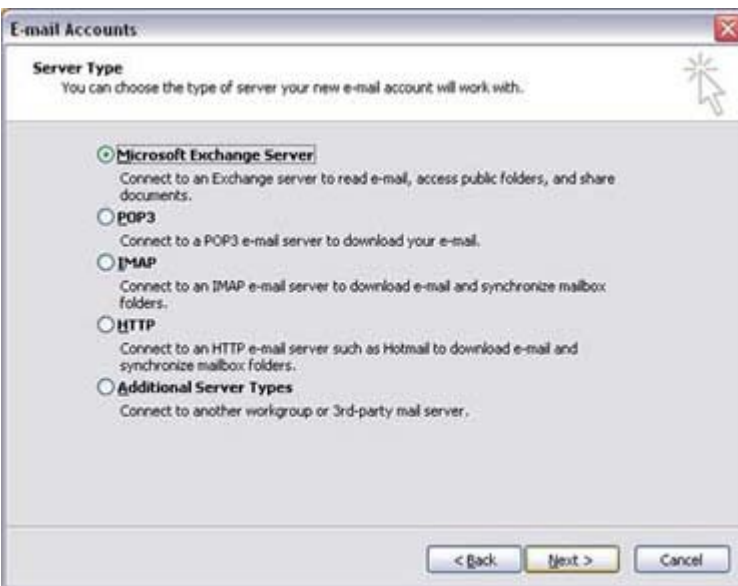 E-mail Accounts
Server Type
You can choose the type of server your new e-mail account will work with.
Microsoft Exchange Server
Connect to an Exchange server to read e-mail, access public folders, and share
documents.
POP3
Connect to a POP3 e-mail server to download your e-mail.
IMAP
Connect to an IMAP e-mail server to download e-mail and synchronize mailbox
folders.
HTTP
Connect to an HTTP e-mail server such as Hotmail to download e-mail and
synchronize mailbox folders.
Additional Server Types
Connect to another workgroup or 3rd-party mail server.
< Back Next > Cancel